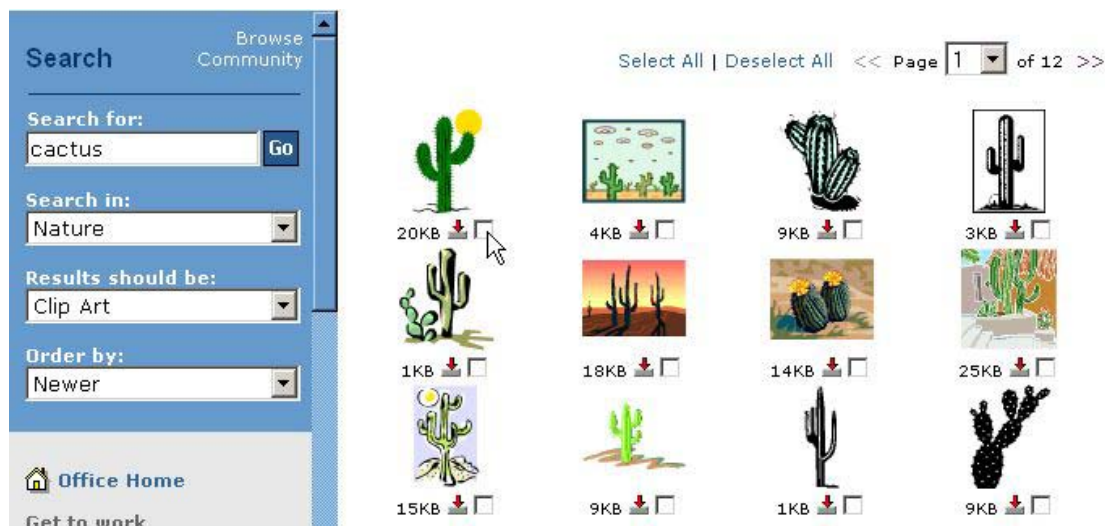 Browse
Community
Search
Search for:
cactus Go
Search in:
Nature
Results should be:
Clip Art
Order by:
Newer
Office Home
Get to work
Select All | Deselect All << Page 1 of 12 >>
20KB 4KB 9KB 3KB
1KB 18KB 14KB 25KB
15KB 9KB 1KB 9KB